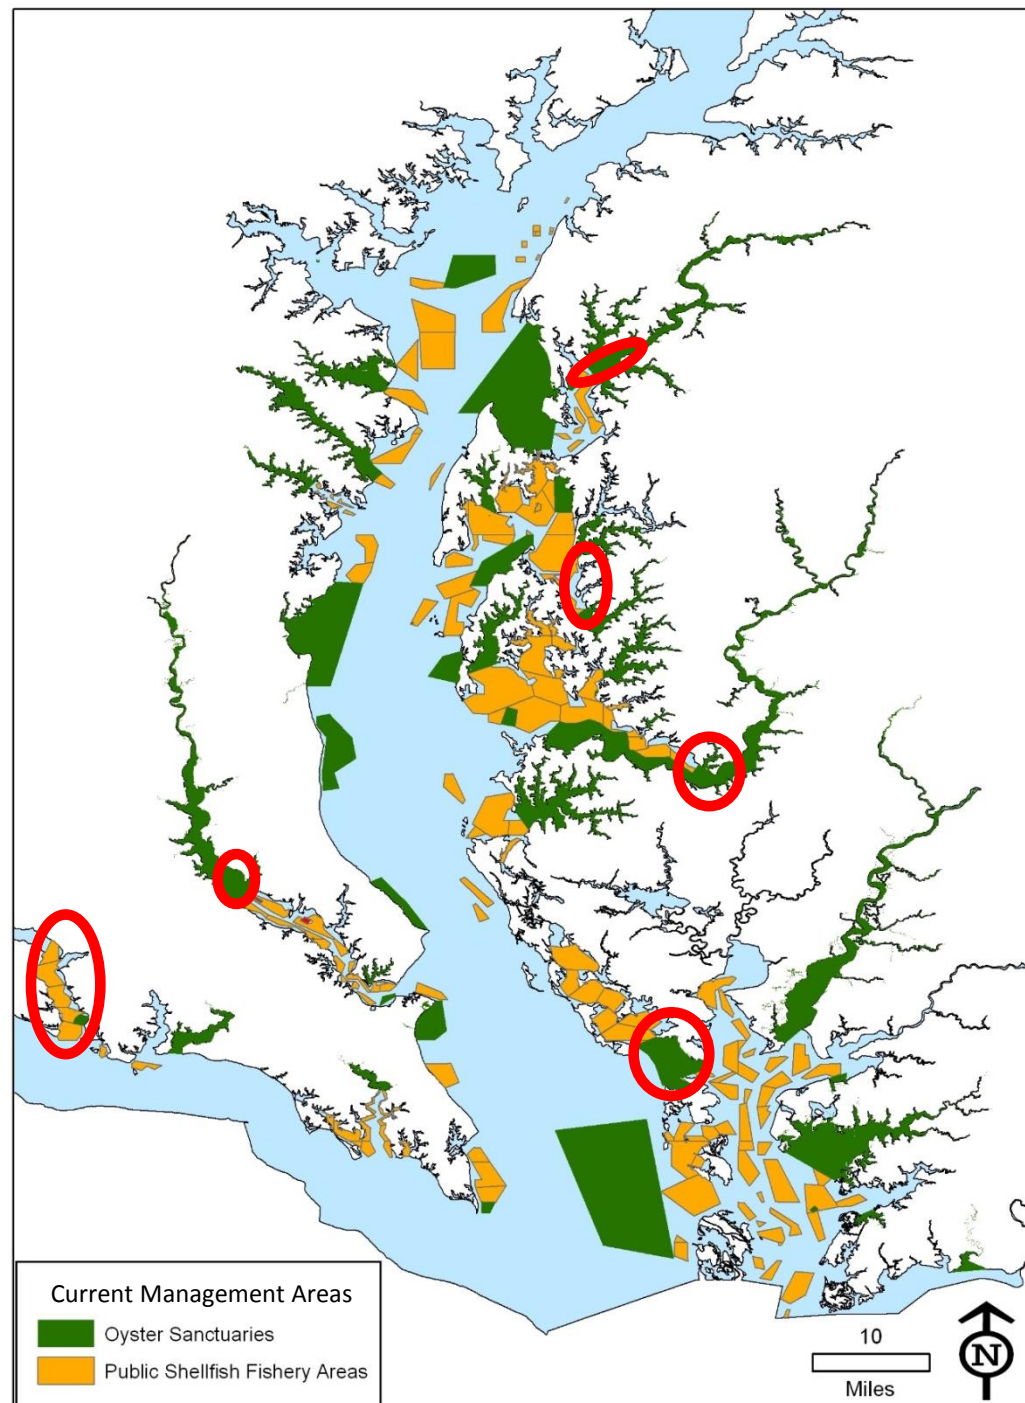 Current Management Areas
Oyster Sanctuaries
Public Shellfish Fishery Areas
10
Miles
N